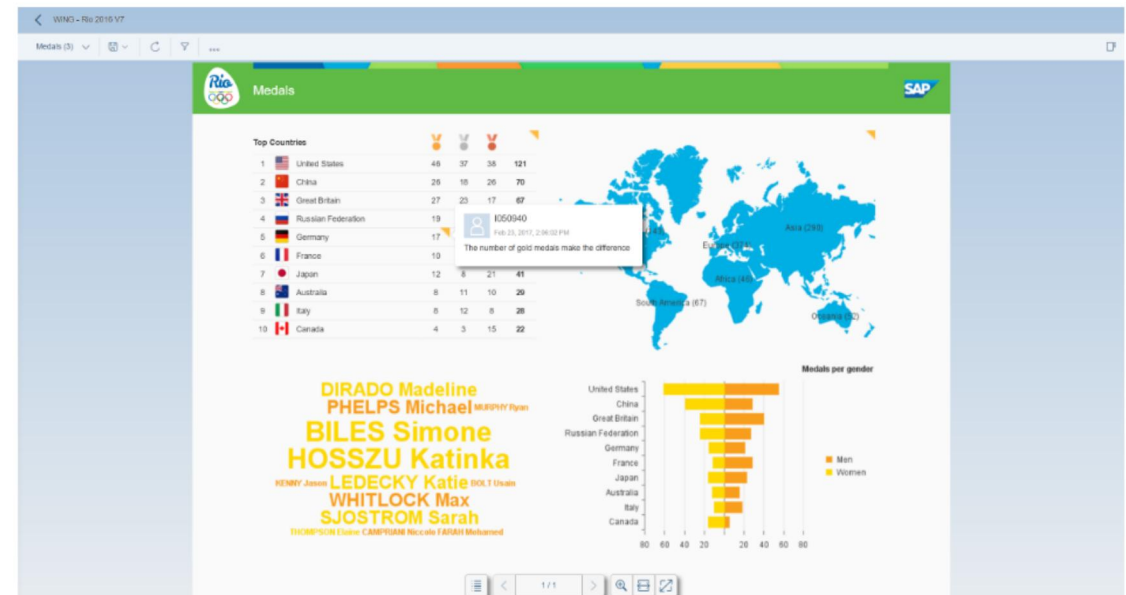 WING - Rio 2016 V7
Medals (3)
...
Rio
Medals
SAP
Top Countries
1 United States 46 37 38 121
2 China 26 18 26 70
3 Great Britain 27 23 17 67
4 Russian Federation 19
5 Germany 17
6 France 10
7 Japan 12 8 21 41
8 Australia 8 11 10 29
9 Italy 8 12 8 28
10 Canada 4 3 15 22
I050940
Feb 23, 2017, 2:06:02 PM
The number of gold medals make the difference
Asia (298)
Africa (45)
South America (67)
Oceania (52)
DIRADO Madeline
PHELPS Michael MURPHY Ryan
BILES Simone
HOSSZU Katinka
KENNY Jason LEDECKY Katie BOLT Usain
WHITLOCK Max
SJOSTROM Sarah
THOMPSON Elaine CAMPRIANI Niccolo FARAH Mohamed
Medals per gender
United States
China
Great Britain
Russian Federation
Germany
France
Japan
Australia
Italy
Canada
80 60 40 20 20 40 60 80
Men
Women
1/1